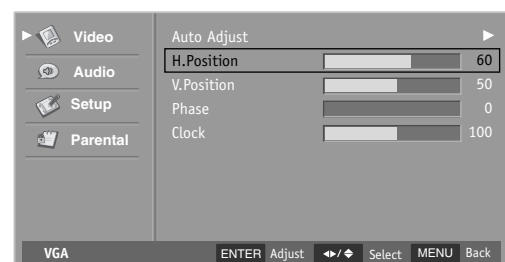 Video
Audio
Setup
Parental
Auto Adjust
H.Position 60
V.Position 50
Phase 0
Clock 100
VGA ENTER Adjust ◄►/◆ Select MENU Back